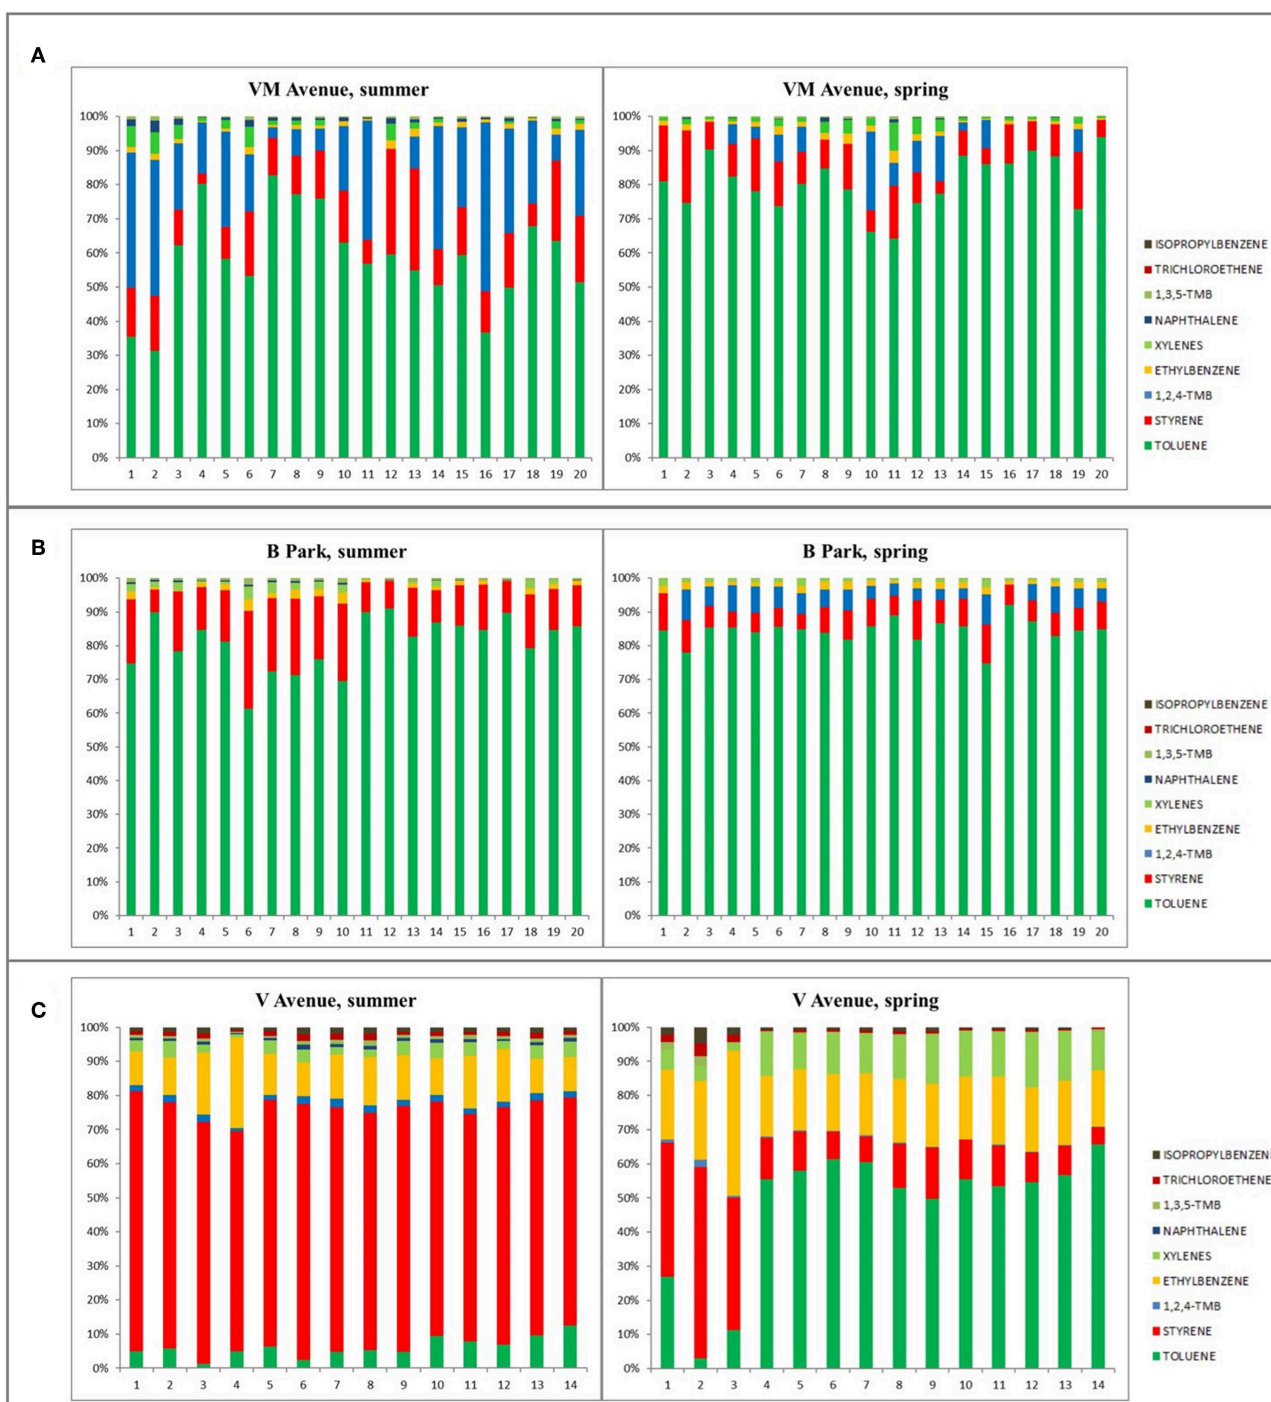 A
VM Avenue, summer
100%
90%
80%
70%
60%
50%
40%
30%
20%
10%
0%
1 2 3 4 5 6 7 8 9 10 11 12 13 14 15 16 17 18 19 20
VM Avenue, spring
100%
90%
80%
70%
60%
50%
40%
30%
20%
10%
0%
1 2 3 4 5 6 7 8 9 10 11 12 13 14 15 16 17 18 19 20
ISOPROPYLBENZENE
TRICHLOROETHENE
1,3,5-TMB
NAPHTHALENE
XYLENES
ETHYLBENZENE
1,2,4-TMB
STYRENE
TOLUENE
B
B Park, summer
100%
90%
80%
70%
60%
50%
40%
30%
20%
10%
0%
1 2 3 4 5 6 7 8 9 10 11 12 13 14 15 16 17 18 19 20
B Park, spring
100%
90%
80%
70%
60%
50%
40%
30%
20%
10%
0%
1 2 3 4 5 6 7 8 9 10 11 12 13 14 15 16 17 18 19 20
ISOPROPYLBENZENE
TRICHLOROETHENE
1,3,5-TMB
NAPHTHALENE
XYLENES
ETHYLBENZENE
1,2,4-TMB
STYRENE
TOLUENE
C
V Avenue, summer
100%
90%
80%
70%
60%
50%
40%
30%
20%
10%
0%
1 2 3 4 5 6 7 8 9 10 11 12 13 14
V Avenue, spring
100%
90%
80%
70%
60%
50%
40%
30%
20%
10%
0%
1 2 3 4 5 6 7 8 9 10 11 12 13 14
ISOPROPYLBENZEN
TRICHLOROETHENE
1,3,5-TMB
NAPHTHALENE
XYLENES
ETHYLBENZENE
1,2,4-TMB
STYRENE
TOLUENE